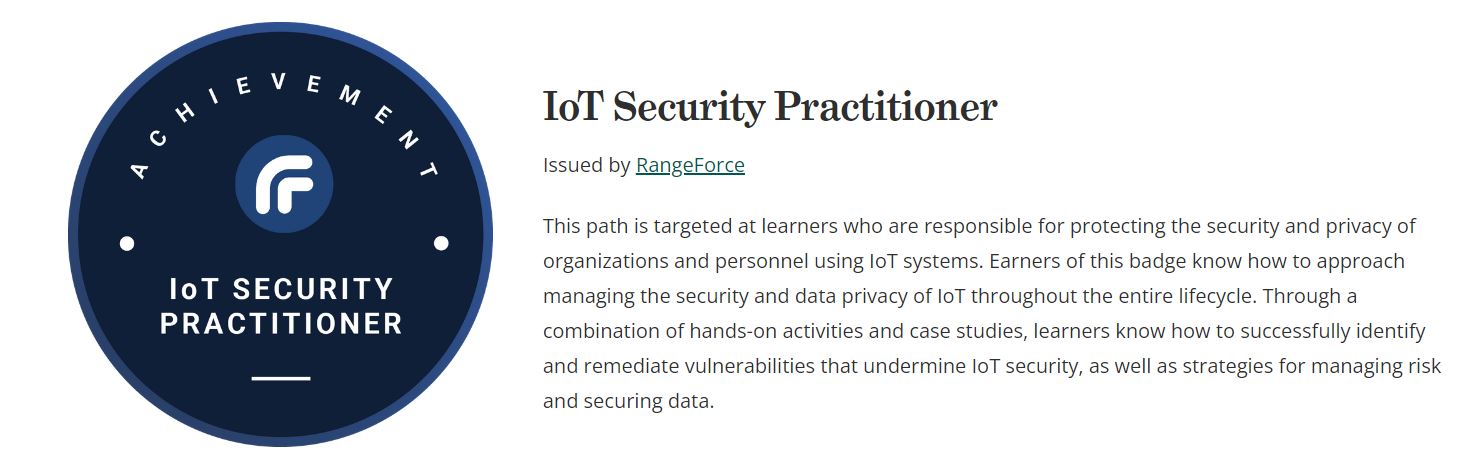 ACHIEVEMENT
IoT SECURITY
PRACTITIONER
IoT Security Practitioner
Issued by RangeForce
This path is targeted at learners who are responsible for protecting the security and privacy of
organizations and personnel using IoT systems. Earners of this badge know how to approach
managing the security and data privacy of IoT throughout the entire lifecycle. Through a
combination of hands-on activities and case studies, learners know how to successfully identify
and remediate vulnerabilities that undermine IoT security, as well as strategies for managing risk
and securing data.